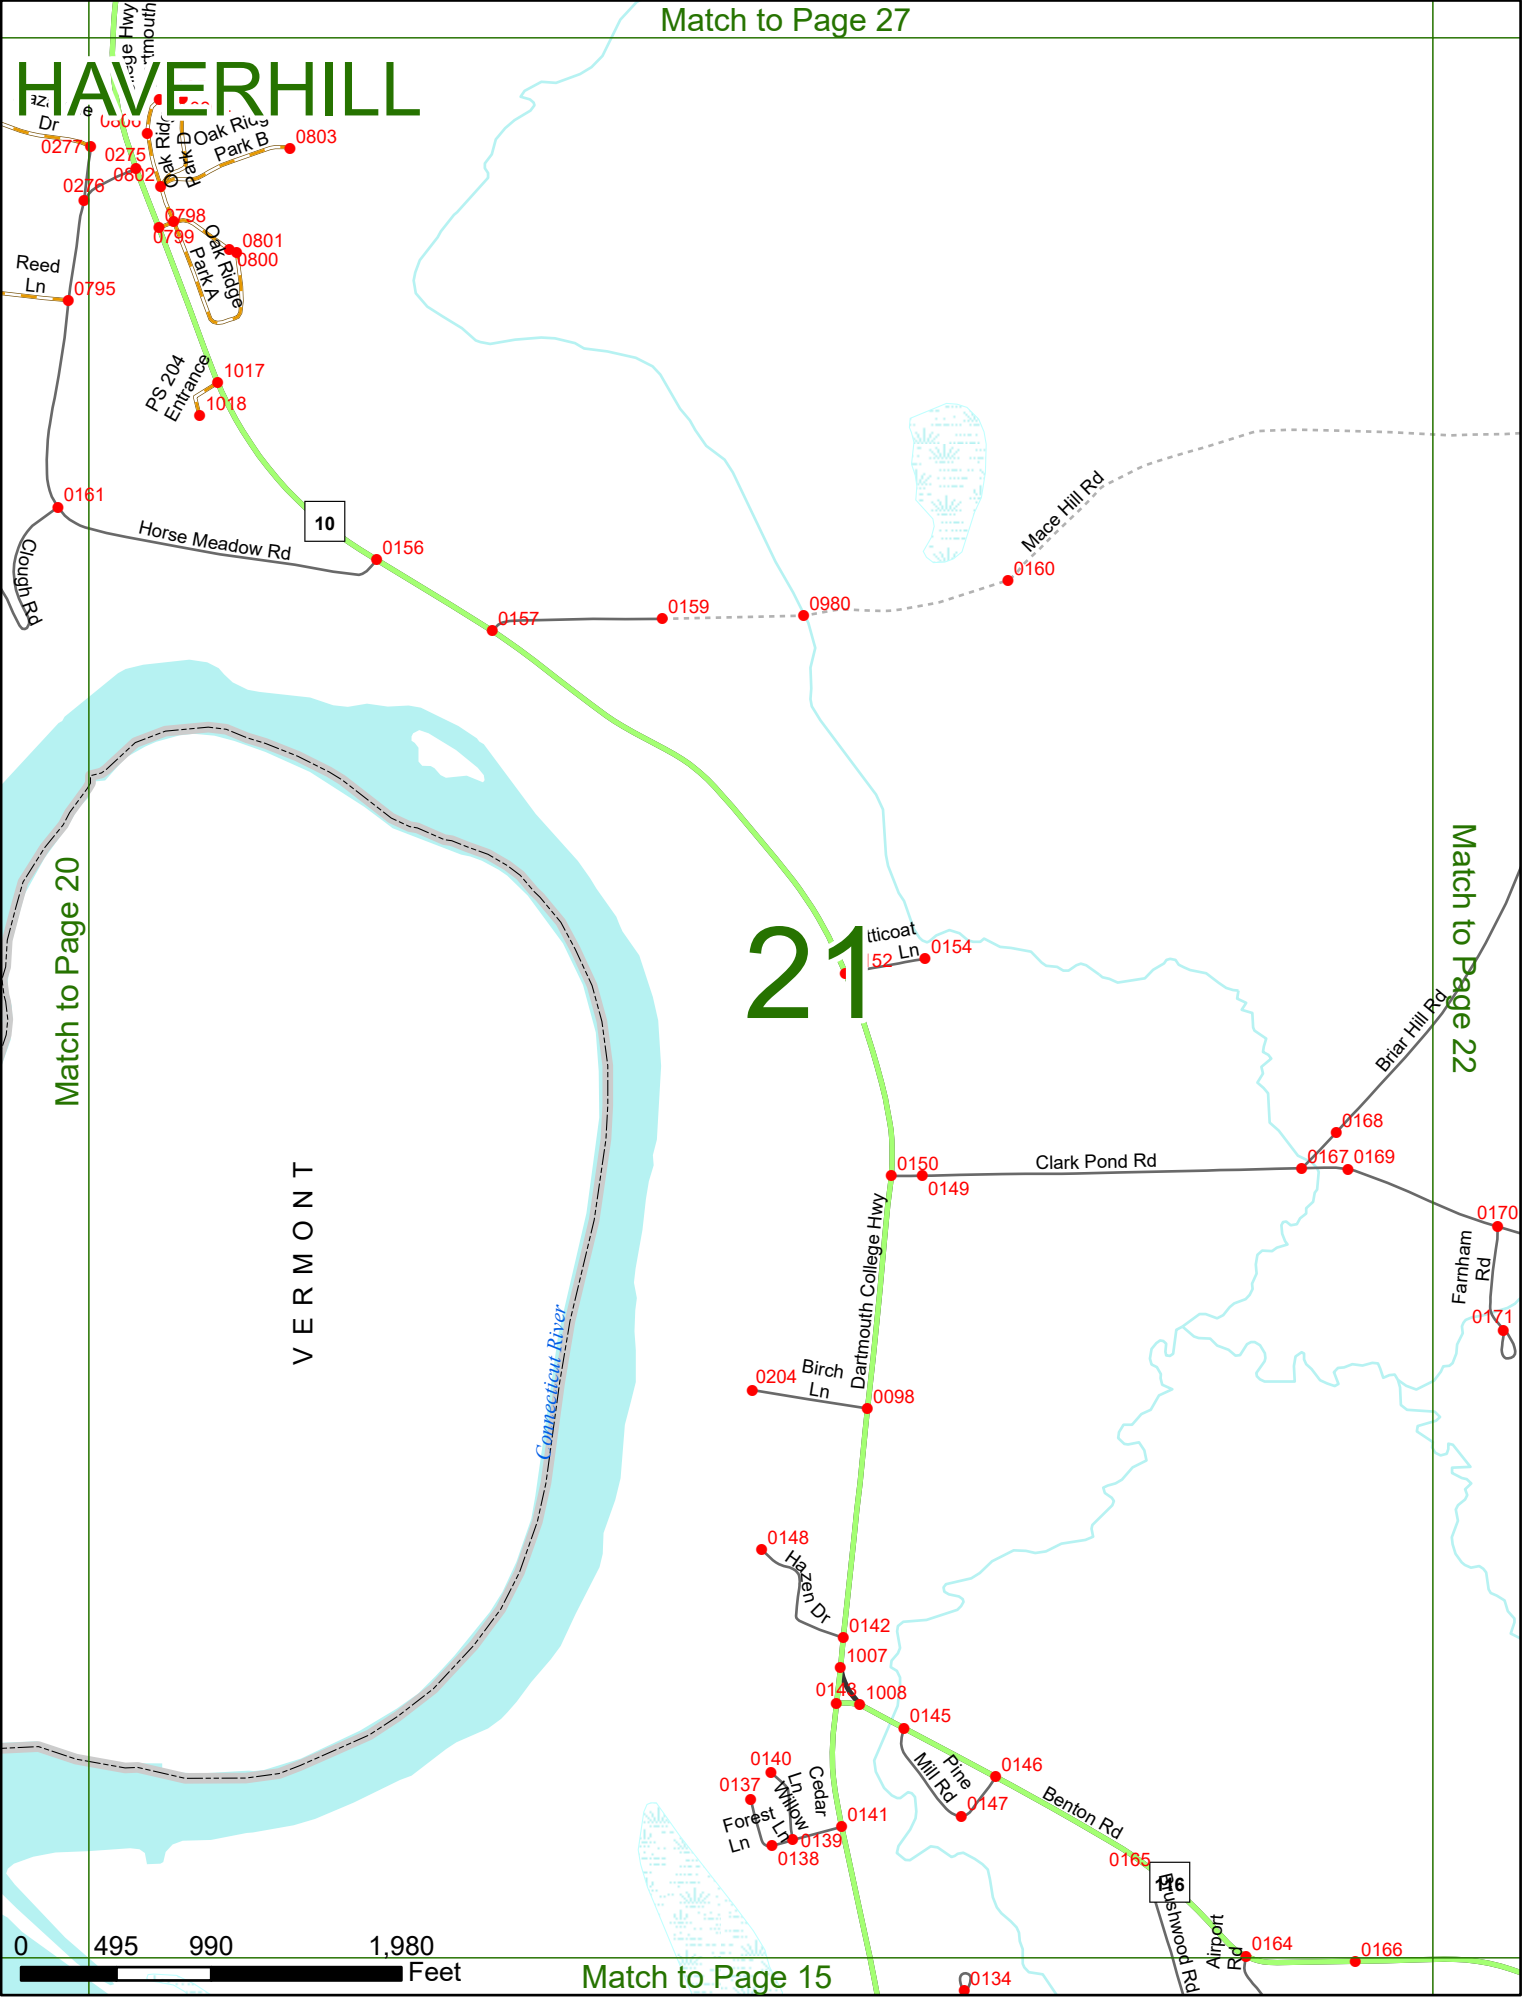 Match to Page 27
HAVERHILL
Dr
0277
0275
0802
0276
Oak Ridge
Park D
Park B
0803
0798
0799
Oak Ridge
Park A
0801
0800
Reed
Ln
0795
PS 204
Entrance
1017
1018
0161
10
Horse Meadow Rd
0156
Clough Rd
0157
0159
0980
0160
Mace Hill Rd
Match to Page 20
Match to Page 22
21
Ln
0154
Briar Hill Rd
0168
0167
0169
0150
0149
Clark Pond Rd
0170
Farnham
Rd
0171
VERMONT
Connecticut River
Dartmouth College Hwy
0204
Birch
Ln
0098
0148
Hazen Dr
0142
1007
0143
1008
0145
0146
Pine
Mill Rd
0147
Benton Rd
0140
0137
Cedar
Ln
Willow
Ln
Forest
Ln
0141
0139
0138
0165
116
Brushwood Rd
Airport
Rd
0164
0166
0134
0 495 990 1,980
Feet
Match to Page 15